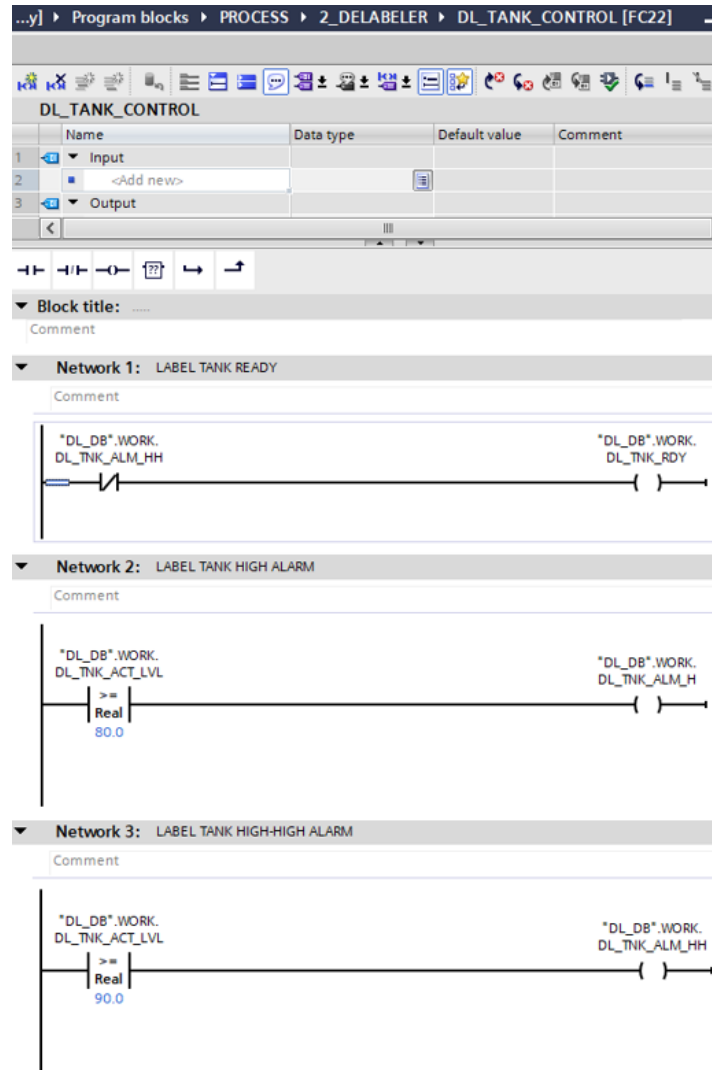 ...y] ▸ Program blocks ▸ PROCESS ▸ 2_DELABELER ▸ DL_TANK_CONTROL [FC22]
DL_TANK_CONTROL
Name Data type Default value Comment
1 Input
2 <Add new>
3 Output
??
Block title: .....
Comment
Network 1: LABEL TANK READY
Comment
"DL_DB".WORK.
DL_TNK_ALM_HH
"DL_DB".WORK.
DL_TNK_RDY
Network 2: LABEL TANK HIGH ALARM
Comment
"DL_DB".WORK.
DL_TNK_ACT_LVL
>=
Real
80.0
"DL_DB".WORK.
DL_TNK_ALM_H
Network 3: LABEL TANK HIGH-HIGH ALARM
Comment
"DL_DB".WORK.
DL_TNK_ACT_LVL
>=
Real
90.0
"DL_DB".WORK.
DL_TNK_ALM_HH